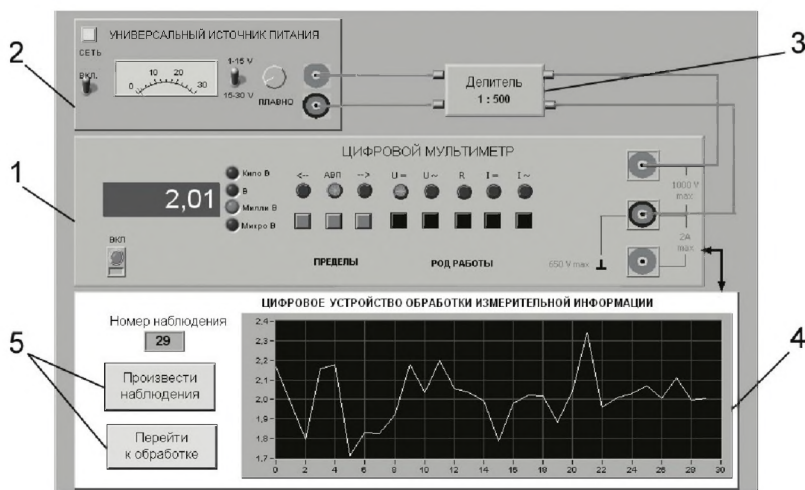 УНИВЕРСАЛЬНЫЙ ИСТОЧНИК ПИТАНИЯ
СЕТЬ
ВКЛ.
0 10 20 30
1-15 V
15-30 V
ПЛАВНО
2
Делитель
1 : 500
3
ЦИФРОВОЙ МУЛЬТИМЕТР
1
2,01
Кило В
В
Милли В
Микро В
<-- АВП --> U = U ~ R I = I ~
ВКЛ
ПРЕДЕЛЫ
РОД РАБОТЫ
1000 V
max
2A
max
650 V max
ЦИФРОВОЕ УСТРОЙСТВО ОБРАБОТКИ ИЗМЕРИТЕЛЬНОЙ ИНФОРМАЦИИ
Номер наблюдения
29
5
Произвести
наблюдения
Перейти
к обработке
2,4
2,3
2,2
2,1
2,0
1,9
1,8
1,7
0 2 4 6 8 10 12 14 16 18 20 22 24 26 28 30
4